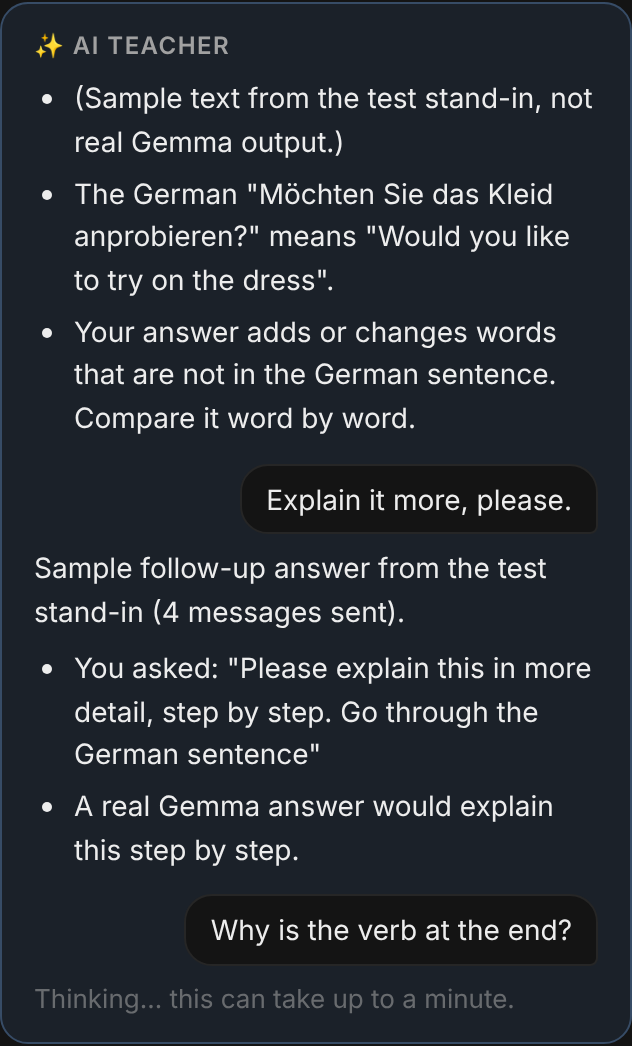 ✨ AI TEACHER
• (Sample text from the test stand-in, not
real Gemma output.)
• The German "Möchten Sie das Kleid
anprobieren?" means "Would you like
to try on the dress".
• Your answer adds or changes words
that are not in the German sentence.
Compare it word by word.
Explain it more, please.
Sample follow-up answer from the test
stand-in (4 messages sent).
• You asked: "Please explain this in more
detail, step by step. Go through the
German sentence"
• A real Gemma answer would explain
this step by step.
Why is the verb at the end?
Thinking... this can take up to a minute.